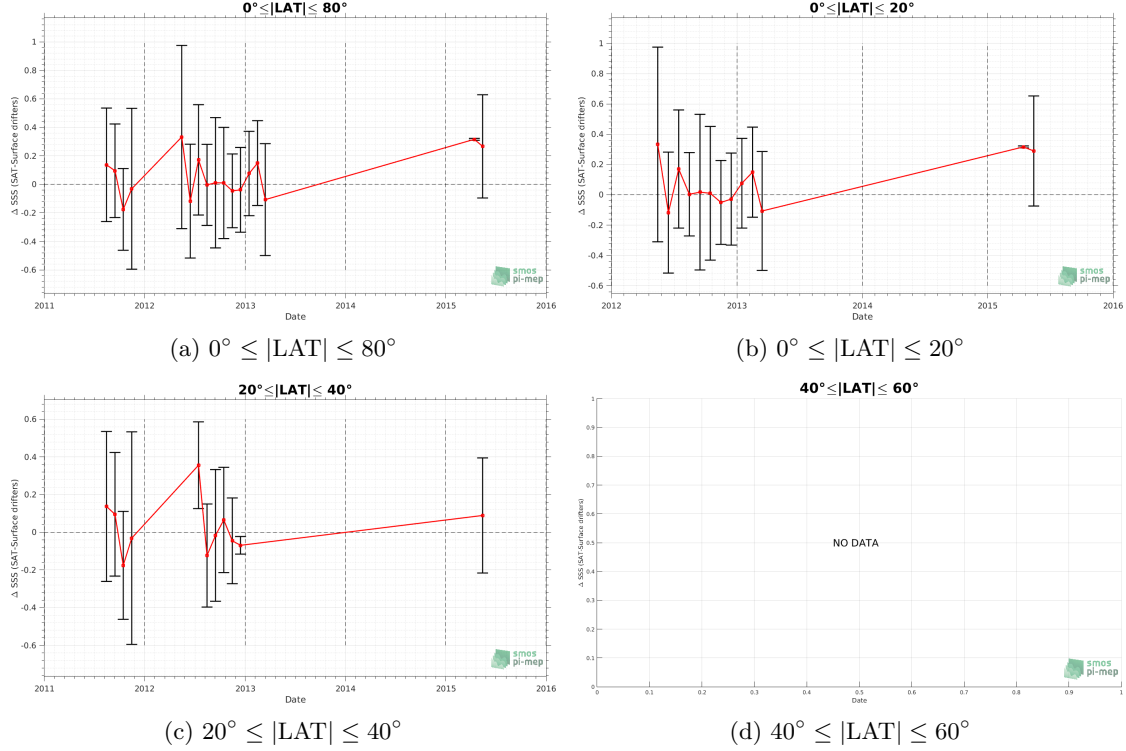 0°≤|LAT|≤ 80°
Δ SSS (SAT-Surface drifters)
1
0.8
0.6
0.4
0.2
0
-0.2
-0.4
-0.6
2011 2012 2013 2014 2015 2016
Date
smos
pi-mep
(a) 0° ≤ |LAT| ≤ 80°
0°≤|LAT|≤ 20°
Δ SSS (SAT-Surface drifters)
1
0.8
0.6
0.4
0.2
0
-0.2
-0.4
-0.6
2012 2013 2014 2015 2016
Date
smos
pi-mep
(b) 0° ≤ |LAT| ≤ 20°
20°≤|LAT|≤ 40°
Δ SSS (SAT-Surface drifters)
0.6
0.4
0.2
0
-0.2
-0.4
-0.6
2011 2012 2013 2014 2015 2016
Date
smos
pi-mep
(c) 20° ≤ |LAT| ≤ 40°
40°≤|LAT|≤ 60°
Δ SSS (SAT-Surface drifters)
1
0.9
0.8
0.7
0.6
0.5
0.4
0.3
0.2
0.1
0
NO DATA
0 0.1 0.2 0.3 0.4 0.5 0.6 0.7 0.8 0.9 1
Date
smos
pi-mep
(d) 40° ≤ |LAT| ≤ 60°